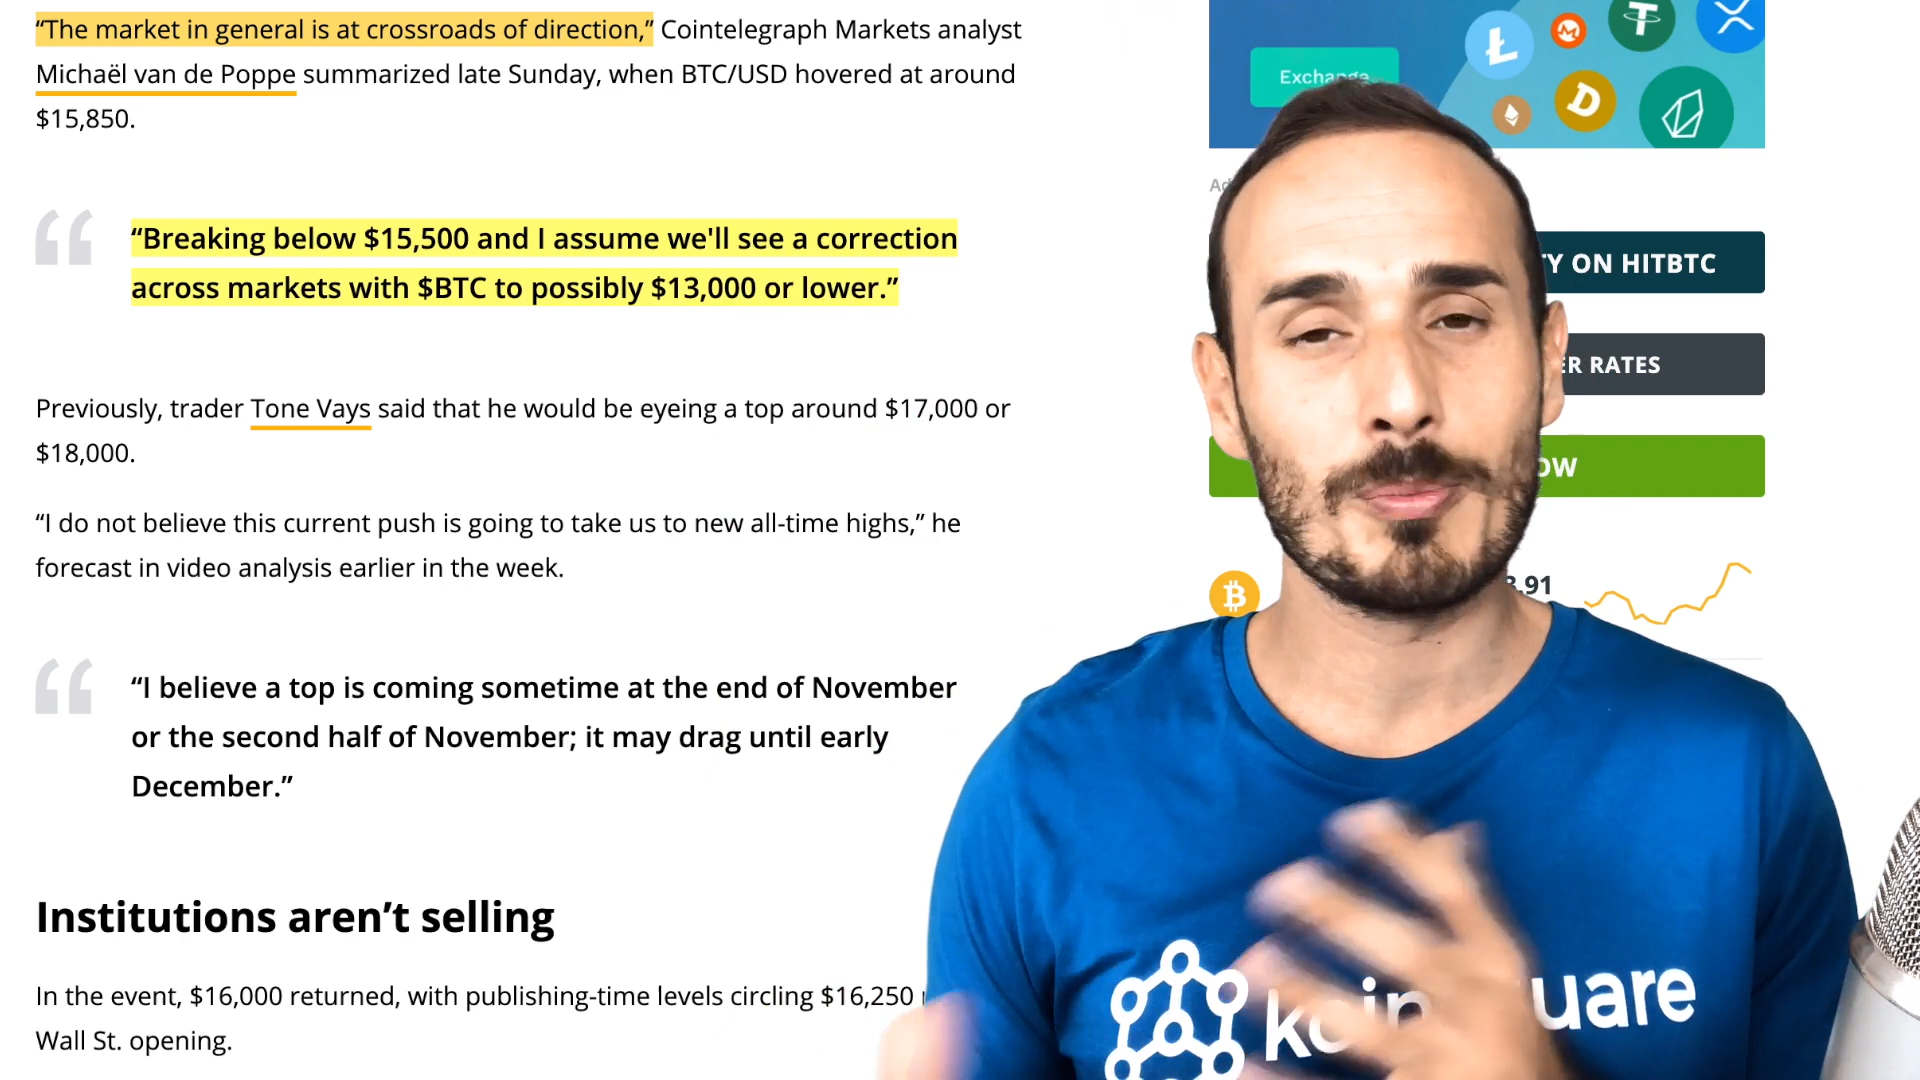 “The market in general is at crossroads of direction,” Cointelegraph Markets analyst
Michaël van de Poppe summarized late Sunday, when BTC/USD hovered at around
$15,850.
“Breaking below $15,500 and I assume we'll see a correction
across markets with $BTC to possibly $13,000 or lower.”
Previously, trader Tone Vays said that he would be eyeing a top around $17,000 or
$18,000.
“I do not believe this current push is going to take us to new all-time highs,” he
forecast in video analysis earlier in the week.
“I believe a top is coming sometime at the end of November
or the second half of November; it may drag until early
December.”
Institutions aren’t selling
In the event, $16,000 returned, with publishing-time levels circling $16,250
Wall St. opening.
Exchange
ON HITBTC
RATES
.91